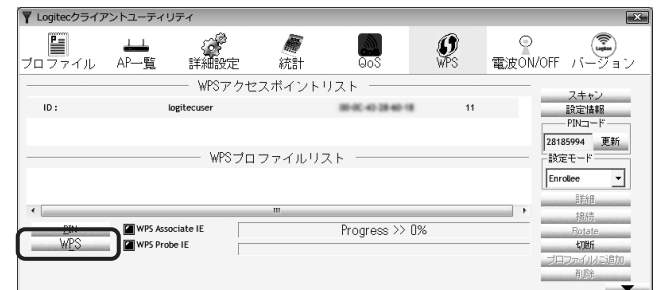 Logitecクライアントユーティリティ
プロファイル AP一覧 詳細設定 統計 QoS WPS 電波ON/OFF バージョン
WPSアクセスポイントリスト
ID : logitecuser 11
WPSプロファイルリスト
PIN
WPS
WPS Associate IE
WPS Probe IE
Progress >> 0%
スキャン
設定情報
PINコード
28185994 更新
設定モード
Enrollee
詳細
接続
Rotate
切断
プロファイルに追加
削除